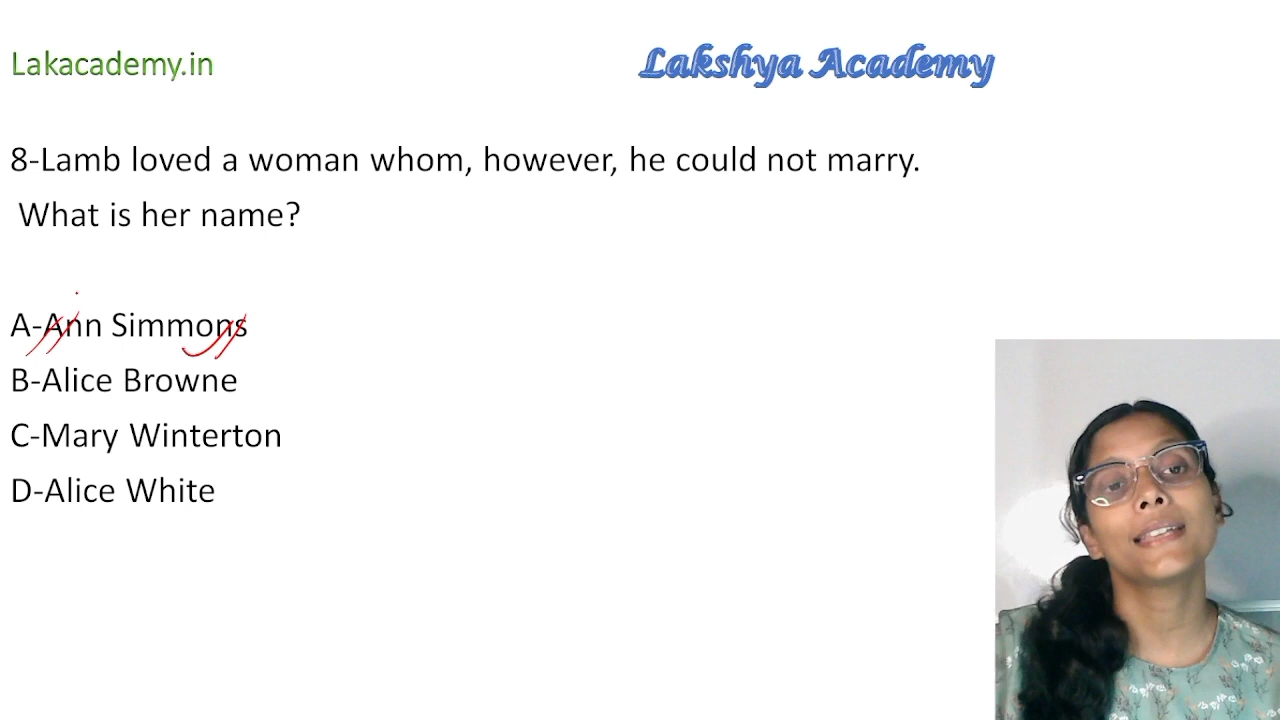 Lakacademy.in
Lakshya Academy
8-Lamb loved a woman whom, however, he could not marry.
What is her name?
A-Ann Simmons
B-Alice Browne
C-Mary Winterton
D-Alice White